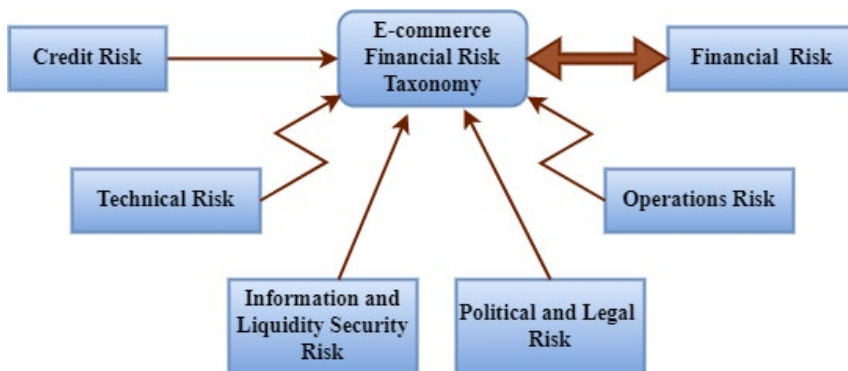 E-commerce
Financial Risk
Taxonomy
Credit Risk
Financial Risk
Technical Risk
Operations Risk
Information and
Liquidity Security
Risk
Political and Legal
Risk